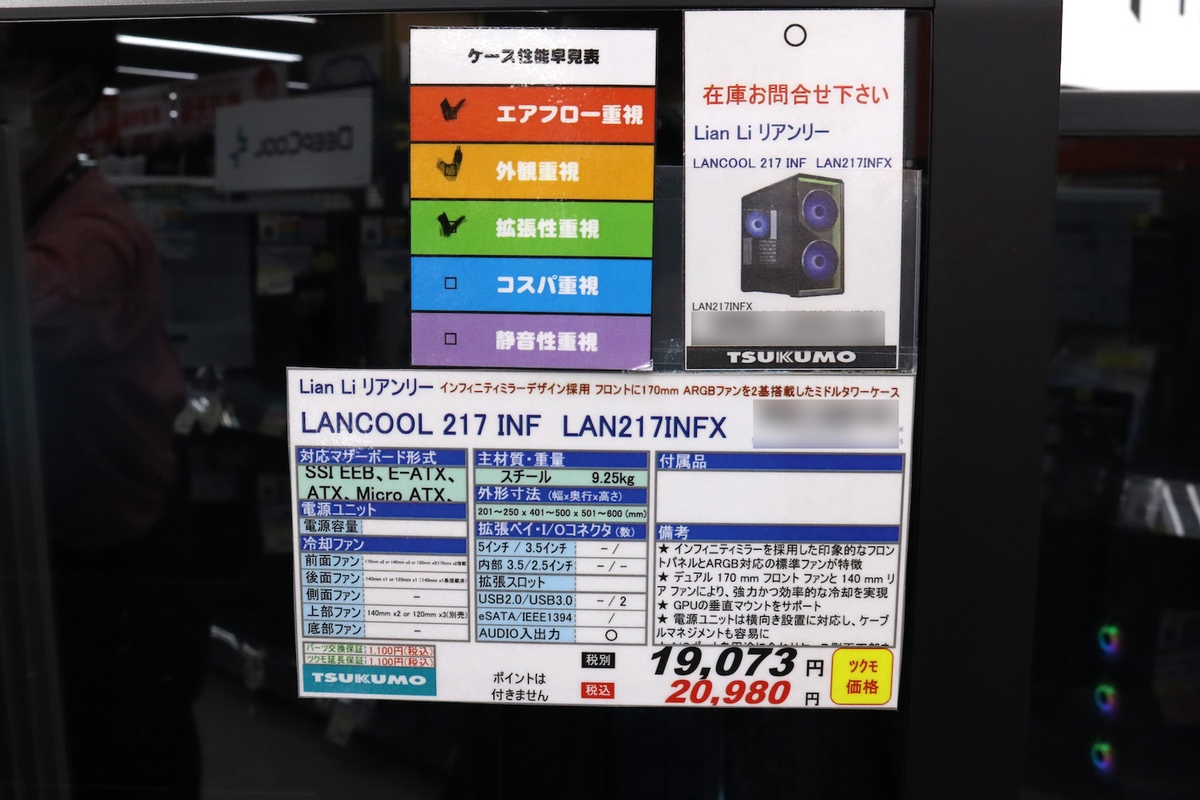 ケース性能早見表
エアフロー重視
外観重視
拡張性重視
□ コスパ重視
□ 静音性重視
在庫お問合せ下さい
Lian Li リアンリー
LANCOOL 217 INF LAN217INFX
LAN217INFX
TSUKUMO
DEEPCOOL
Lian Li リアンリー インフィニティミラーデザイン採用 フロントに170mm ARGBファンを2基搭載したミドルタワーケース
LANCOOL 217 INF LAN217INFX
対応マザーボード形式
SSI EEB、E-ATX、
ATX、Micro ATX、
電源ユニット
電源容量
冷却ファン
前面ファン
後面ファン
側面ファン －
上部ファン 140mm x2 or 120mm x3(別売)
底部ファン －
主材質・重量
スチール 9.25kg
外形寸法 (幅x奥行x高さ)
201～250 x 401～500 x 501～600 (mm)
拡張ベイ・I/Oコネクタ (数)
5インチ / 3.5インチ － /
内部 3.5/2.5インチ － / －
拡張スロット
USB2.0/USB3.0 － / 2
eSATA/IEEE1394 /
AUDIO入出力 〇
付属品
備考
★ インフィニティミラーを採用した印象的なフロン
トパネルとARGB対応の標準ファンが特徴
★ デュアル 170 mm フロント ファンと 140 mm リ
ア ファンにより、強力かつ効率的な冷却を実現
★ GPUの垂直マウントをサポート
★ 電源ユニットは横向き設置に対応し、ケーブ
ルマネジメントも容易に
パーツ交換保証 1,100円(税込)
ツクモ延長保証 1,100円(税込)
TSUKUMO
ポイントは
付きません
税別 19,073 円
税込 20,980 円
ツクモ
価格